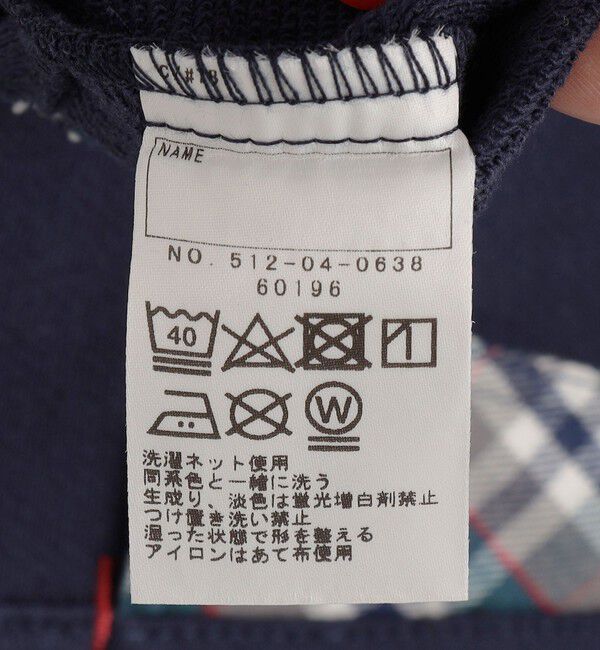 NAME
NO. 512-04-0638
60196
40
W
洗濯ネット使用
同系色と一緒に洗う
生成り、淡色は蛍光増白剤禁止
つけ置き洗い禁止
湿った状態で形を整える
アイロンはあて布使用